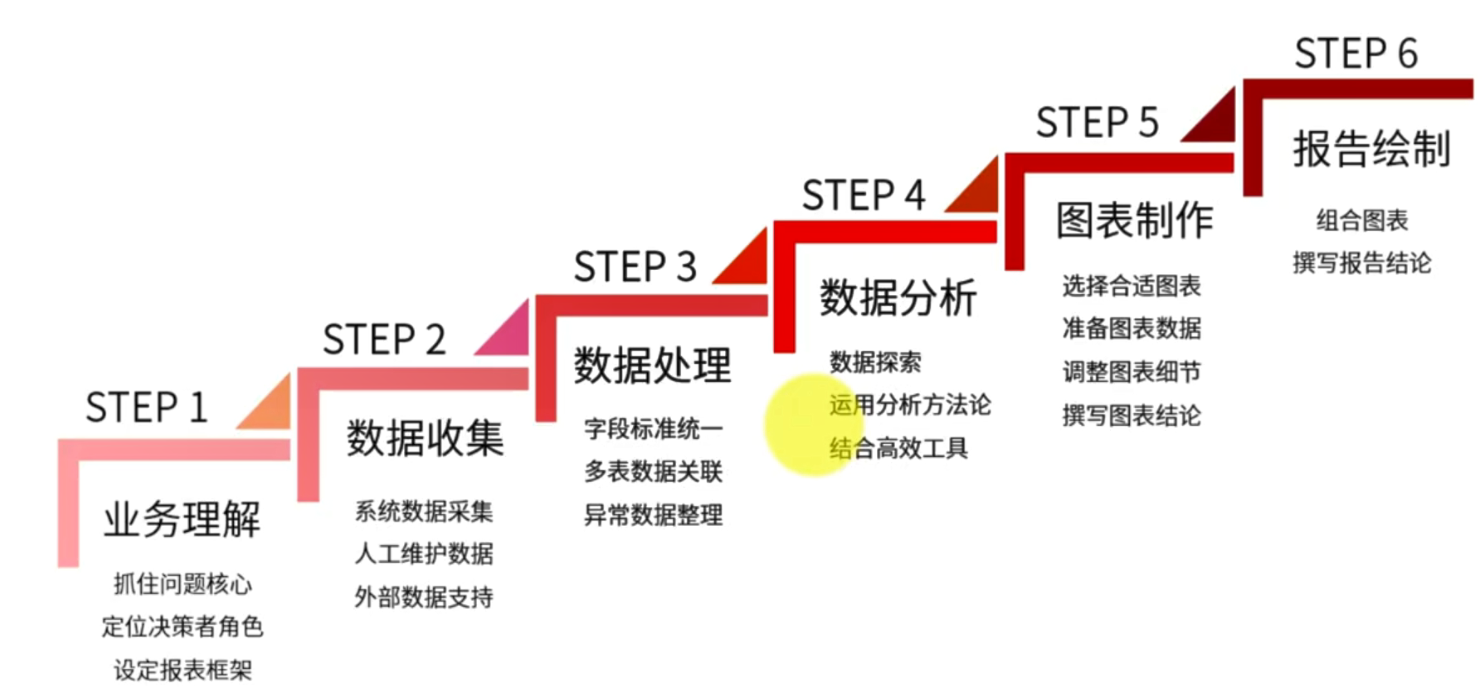 STEP 1
业务理解
抓住问题核心
定位决策者角色
设定报表框架
STEP 2
数据收集
系统数据采集
人工维护数据
外部数据支持
STEP 3
数据处理
字段标准统一
多表数据关联
异常数据整理
STEP 4
数据分析
数据探索
运用分析方法论
结合高效工具
STEP 5
图表制作
选择合适图表
准备图表数据
调整图表细节
撰写图表结论
STEP 6
报告绘制
组合图表
撰写报告结论